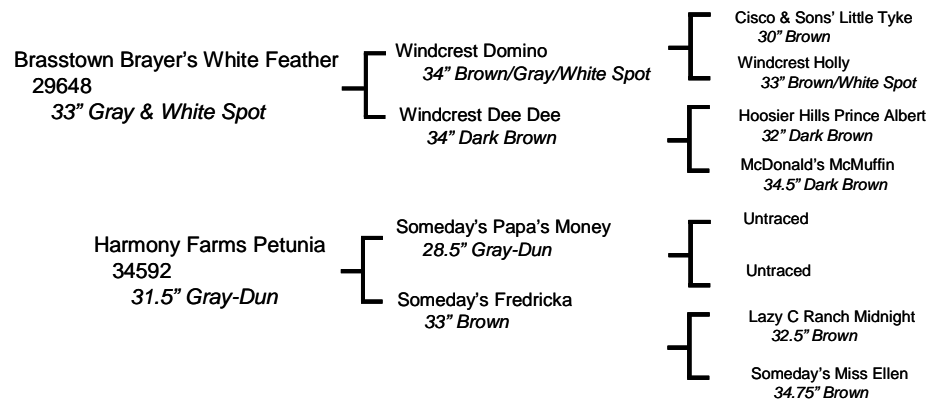 Brasstown Brayer's White Feather
29648
33" Gray & White Spot
Windcrest Domino
34" Brown/Gray/White Spot
Windcrest Dee Dee
34" Dark Brown
Cisco & Sons' Little Tyke
30" Brown
Windcrest Holly
33" Brown/White Spot
Hoosier Hills Prince Albert
32" Dark Brown
McDonald's McMuffin
34.5" Dark Brown
Harmony Farms Petunia
34592
31.5" Gray-Dun
Someday's Papa's Money
28.5" Gray-Dun
Someday's Fredricka
33" Brown
Untraced
Untraced
Lazy C Ranch Midnight
32.5" Brown
Someday's Miss Ellen
34.75" Brown